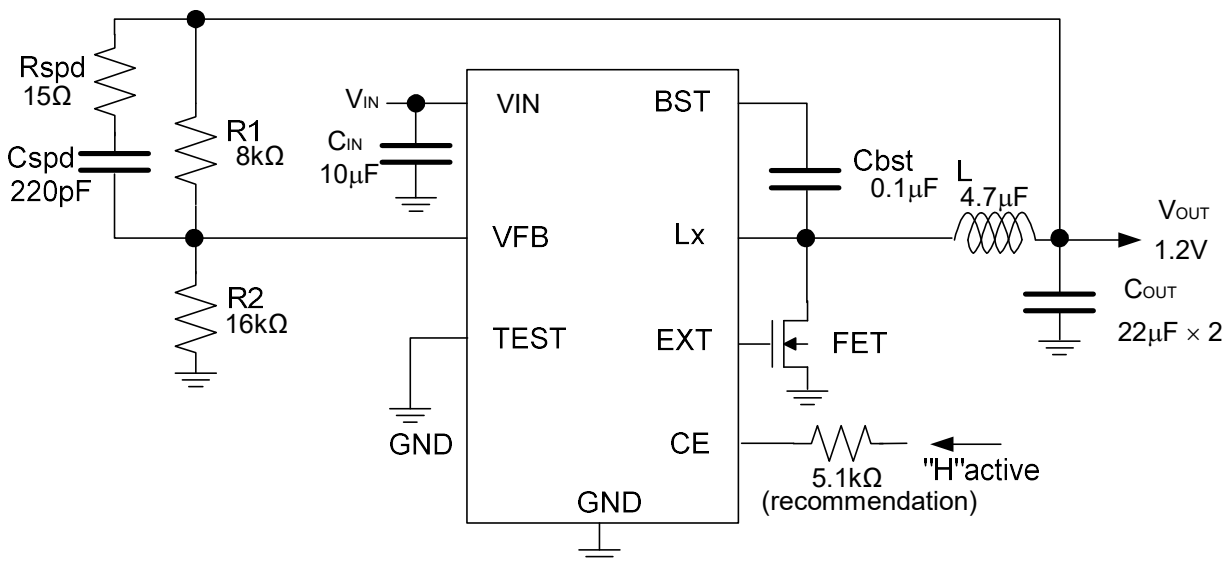 Rspd
15Ω
Cspd
220pF
R1
8kΩ
R2
16kΩ
VIN
CIN
10μF
VIN
VFB
TEST
GND
BST
Lx
EXT
CE
GND
Cbst
0.1μF
L
4.7μF
FET
5.1kΩ
(recommendation)
"H"active
VOUT
1.2V
COUT
22μF × 2